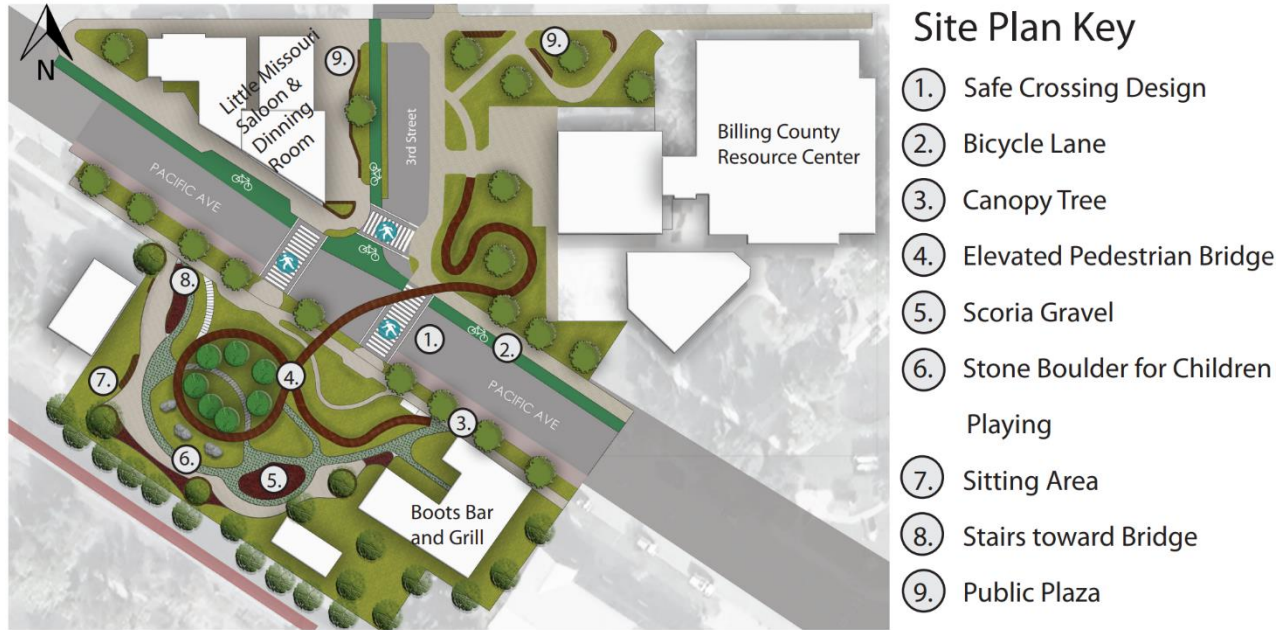 N
Little Missouri
Saloon &
Dinning
Room
9.
3rd Street
9.
Billing County
Resource Center
PACIFIC AVE
8.
1.
2.
7.
4.
PACIFIC AVE
3.
6.
5.
Boots Bar
and Grill
Site Plan Key
1. Safe Crossing Design
2. Bicycle Lane
3. Canopy Tree
4. Elevated Pedestrian Bridge
5. Scoria Gravel
6. Stone Boulder for Children
Playing
7. Sitting Area
8. Stairs toward Bridge
9. Public Plaza